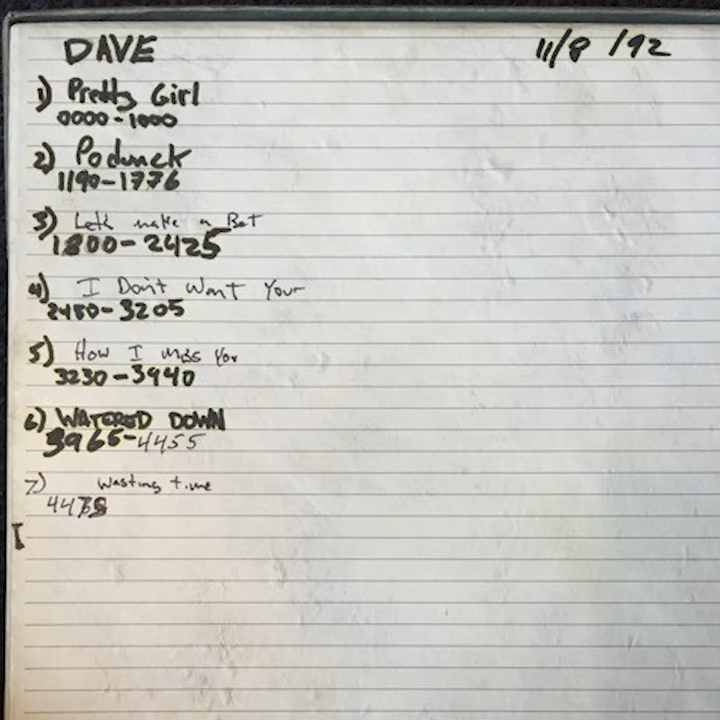 DAVE 11/8/92
1) Pretty Girl
0000-1000
2) Podunck
1190-1776
3) Let's make a Bet
1800-2425
4) I Don't Want Your
2450-3205
5) How I miss You
3230-3940
6) WATERED DOWN
3965-4455
7) Wasting time